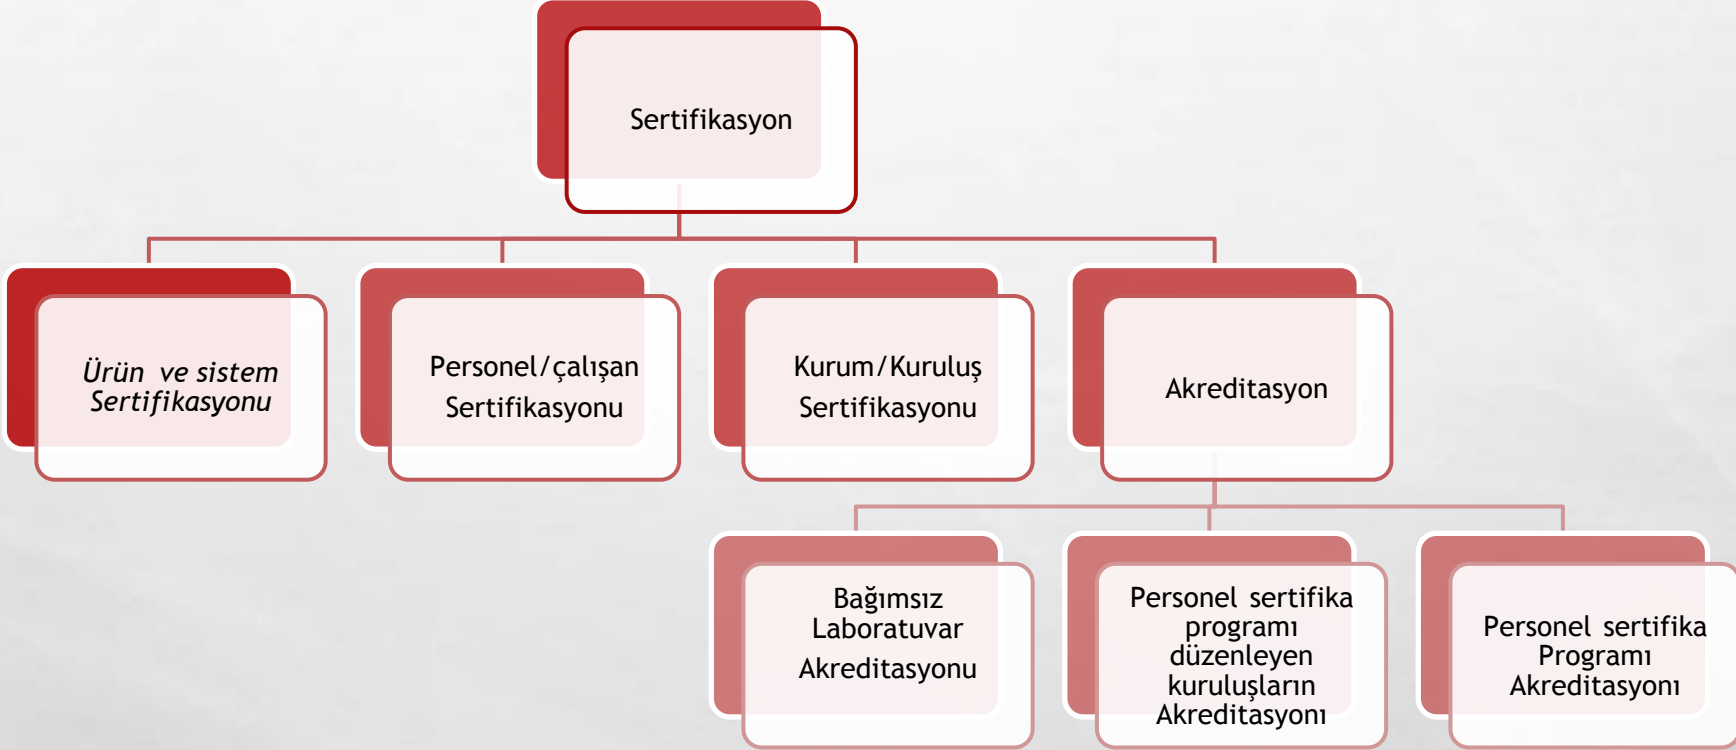 Sertifikasyon
Ürün ve sistem
Sertifikasyonu
Personel/çalışan
Sertifikasyonu
Kurum/Kuruluş
Sertifikasyonu
Akreditasyon
Bağımsız
Laboratuvar
Akreditasyonu
Personel sertifika
programı
düzenleyen
kuruluşların
Akreditasyonı
Personel sertifika
Programı
Akreditasyonı